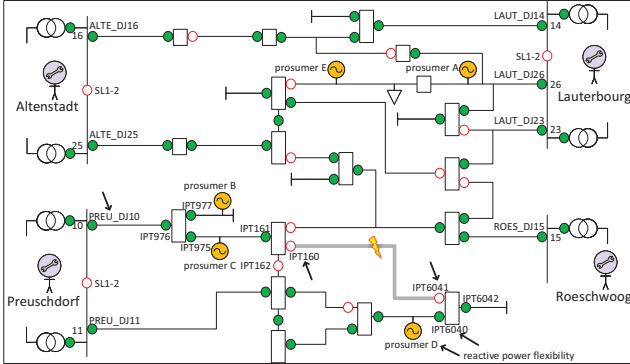 ALTE_DJ16
16
LAUT_DJ14
14
SL1-2
SL1-2
prosumer E
prosumer A
LAUT_DJ26
26
Altenstadt
Lauterbourg
LAUT_DJ23
23
ALTE_DJ25
25
prosumer B
PREU_DJ10
10
IPT977
IPT976
IPT975
IPT161
ROES_DJ15
15
prosumer C
IPT162
IPT160
SL1-2
IPT6041
IPT6042
Preuschdorf
Roeschwoog
PREU_DJ11
11
IPT6040
prosumer D
reactive power flexibility